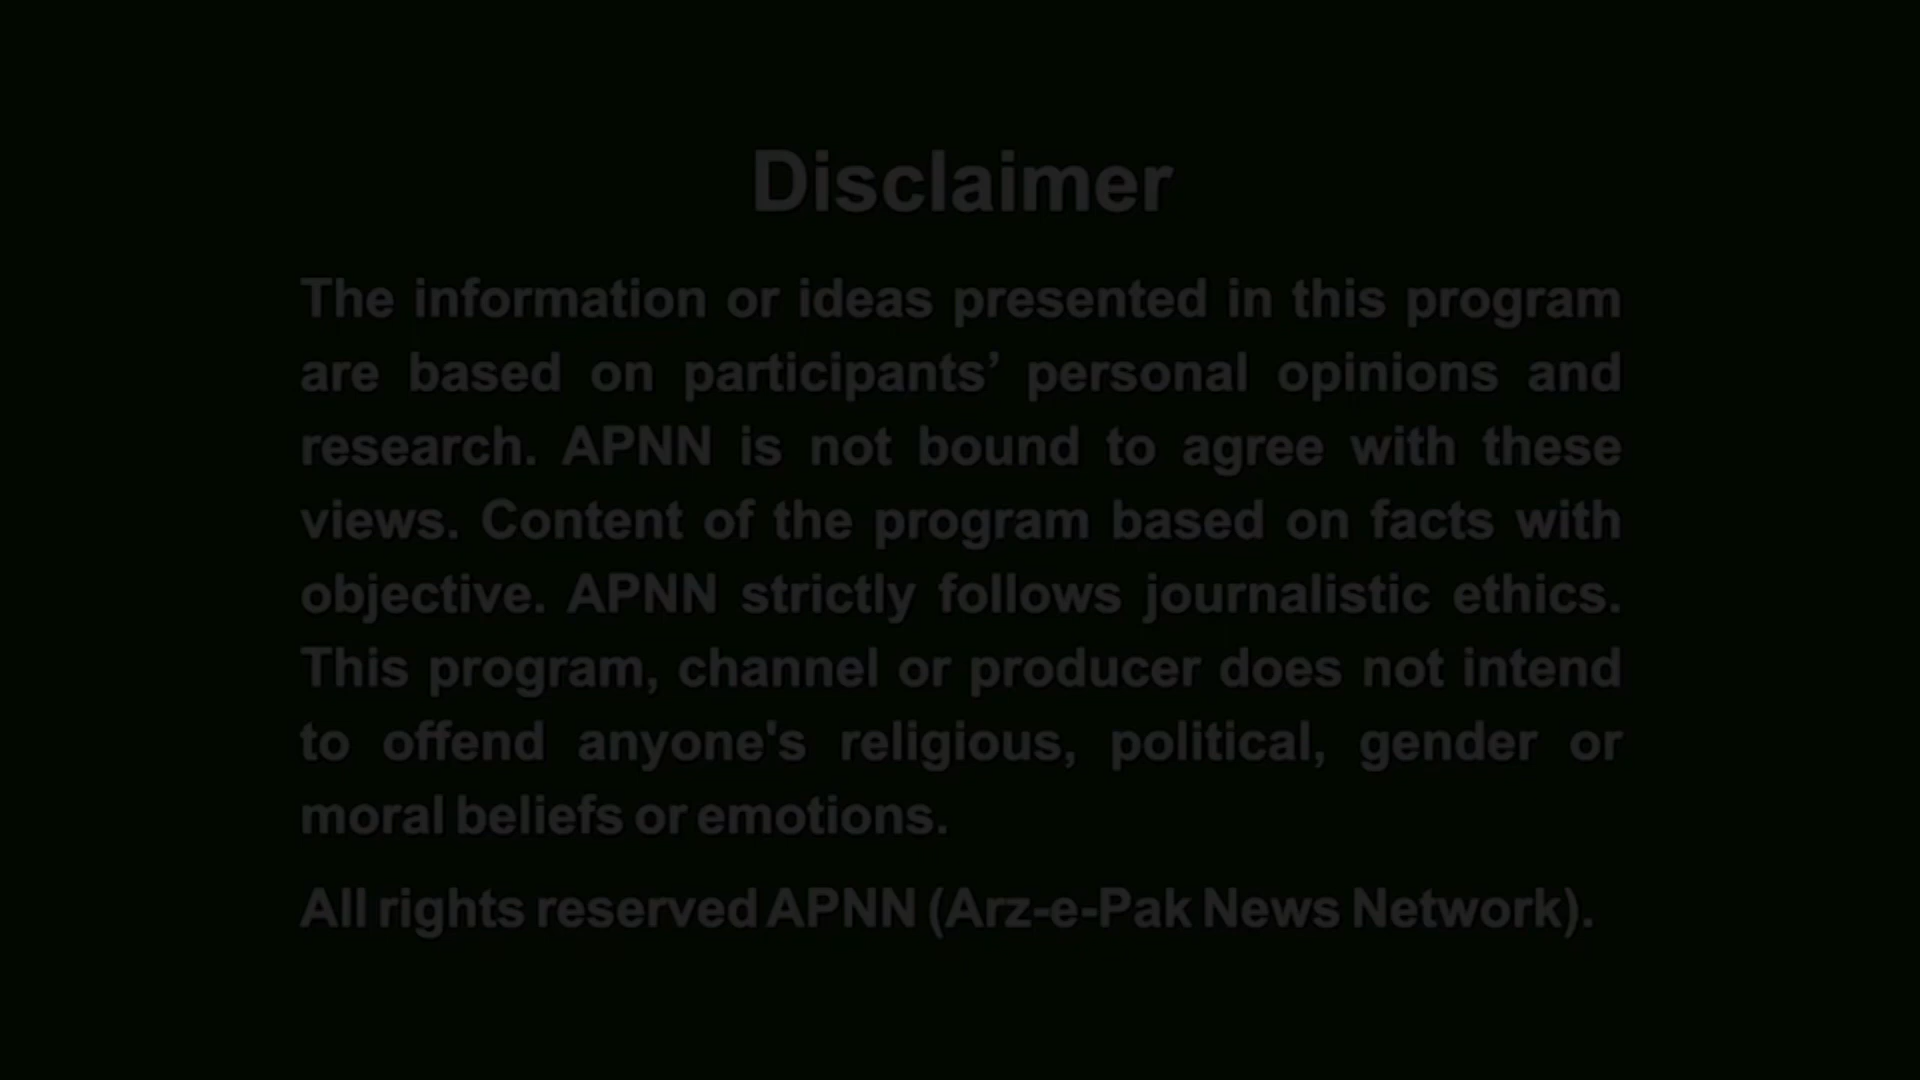 Disclaimer
The information or ideas presented in this program
are based on participants’ personal opinions and
research. APNN is not bound to agree with these
views. Content of the program based on facts with
objective. APNN strictly follows journalistic ethics.
This program, channel or producer does not intend
to offend anyone's religious, political, gender or
moral beliefs or emotions.
All rights reserved APNN (Arz-e-Pak News Network).